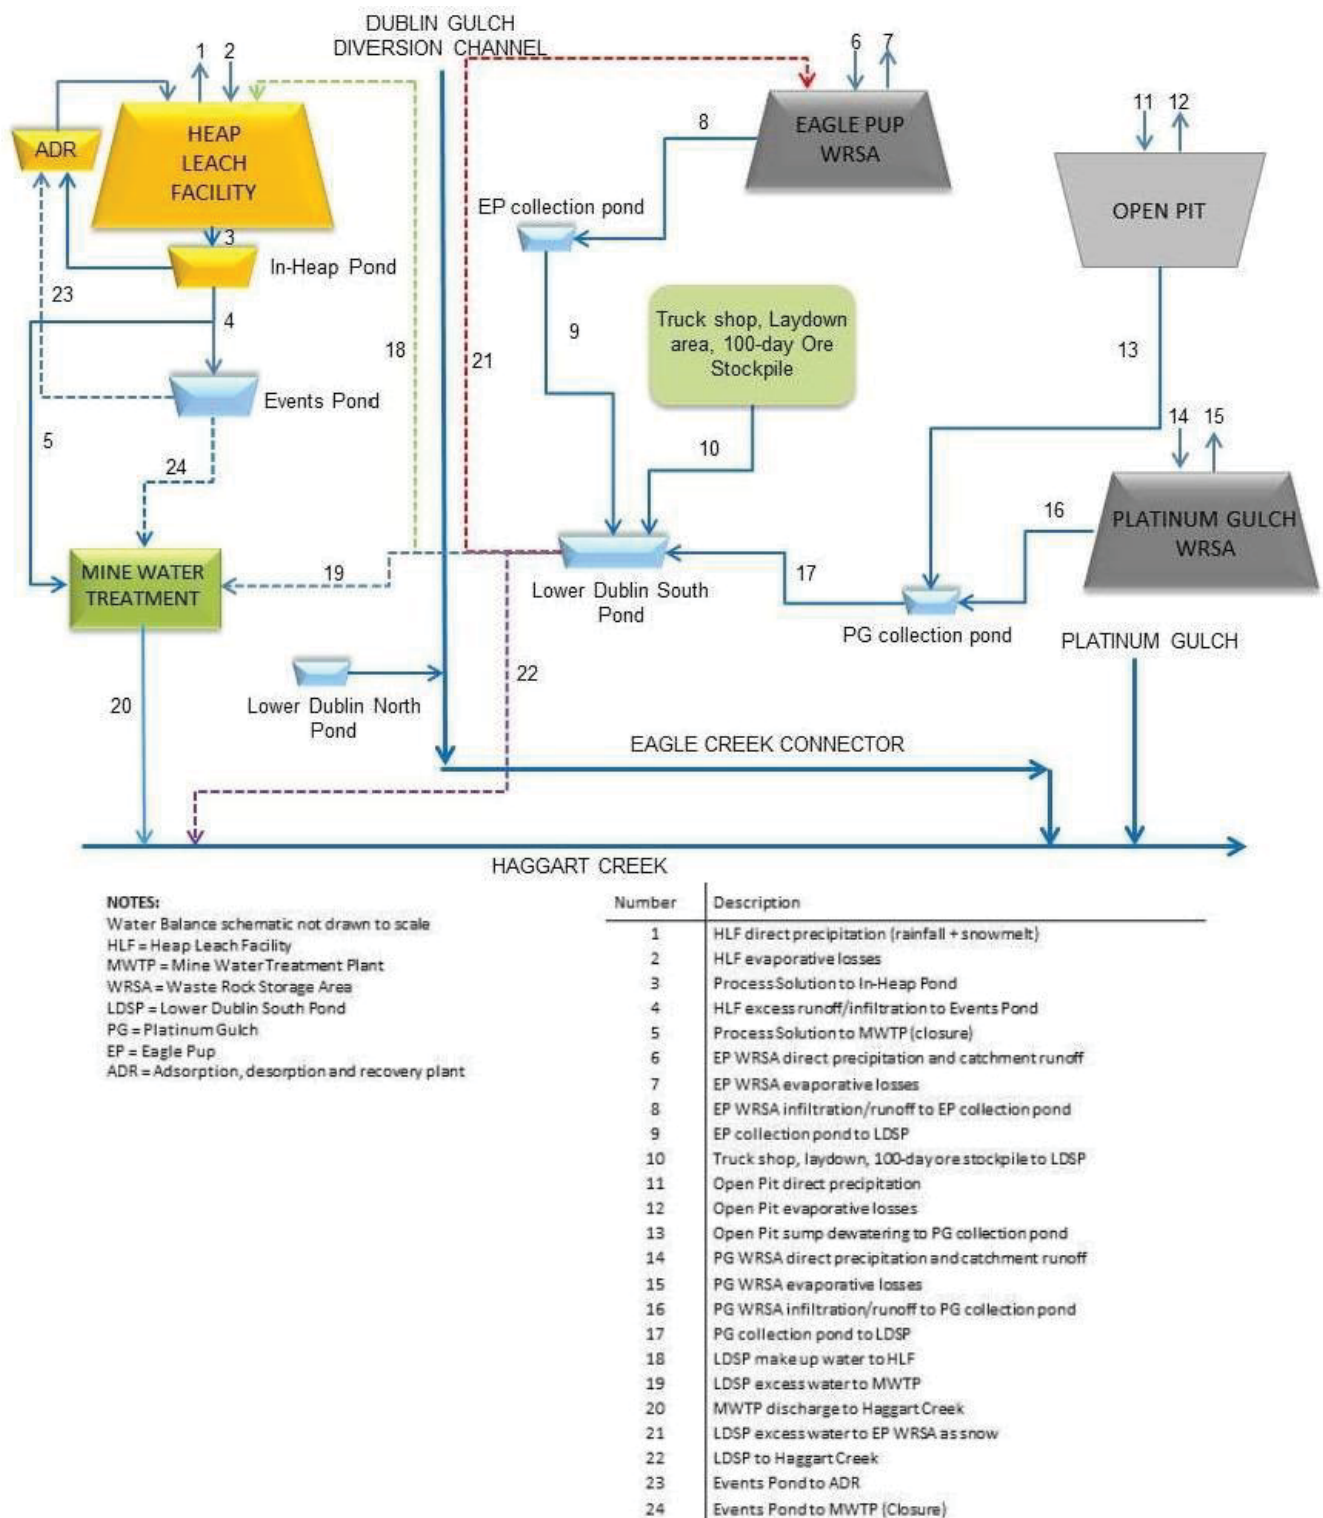 DUBLIN GULCH
DIVERSION CHANNEL
1
2
6
7
11
12
ADR
HEAP
LEACH
FACILITY
8
EAGLE PUP
WRSA
OPEN PIT
EP collection pond
3
In-Heap Pond
23
4
9
Truck shop, Laydown
area, 100-day Ore
Stockpile
18
21
13
Events Pond
5
24
10
14
15
16
PLATINUM GULCH
WRSA
MINE WATER
TREATMENT
19
17
Lower Dublin South
Pond
PG collection pond
PLATINUM GULCH
22
20
Lower Dublin North
Pond
EAGLE CREEK CONNECTOR
HAGGART CREEK
NOTES:
Water Balance schematic not drawn to scale
HLF = Heap Leach Facility
MWTP = Mine Water Treatment Plant
WRSA = Waste Rock Storage Area
LDSP = Lower Dublin South Pond
PG = Platinum Gulch
EP = Eagle Pup
ADR = Adsorption, desorption and recovery plant
Number Description
1 HLF direct precipitation (rainfall + snowmelt)
2 HLF evaporative losses
3 Process Solution to In-Heap Pond
4 HLF excess runoff/infiltration to Events Pond
5 Process Solution to MWTP (closure)
6 EP WRSA direct precipitation and catchment runoff
7 EP WRSA evaporative losses
8 EP WRSA infiltration/runoff to EP collection pond
9 EP collection pond to LDSP
10 Truck shop, laydown, 100-day ore stockpile to LDSP
11 Open Pit direct precipitation
12 Open Pit evaporative losses
13 Open Pit sump dewatering to PG collection pond
14 PG WRSA direct precipitation and catchment runoff
15 PG WRSA evaporative losses
16 PG WRSA infiltration/runoff to PG collection pond
17 PG collection pond to LDSP
18 LDSP make up water to HLF
19 LDSP excess water to MWTP
20 MWTP discharge to Haggart Creek
21 LDSP excess water to EP WRSA as snow
22 LDSP to Haggart Creek
23 Events Pond to ADR
24 Events Pond to MWTP (Closure)